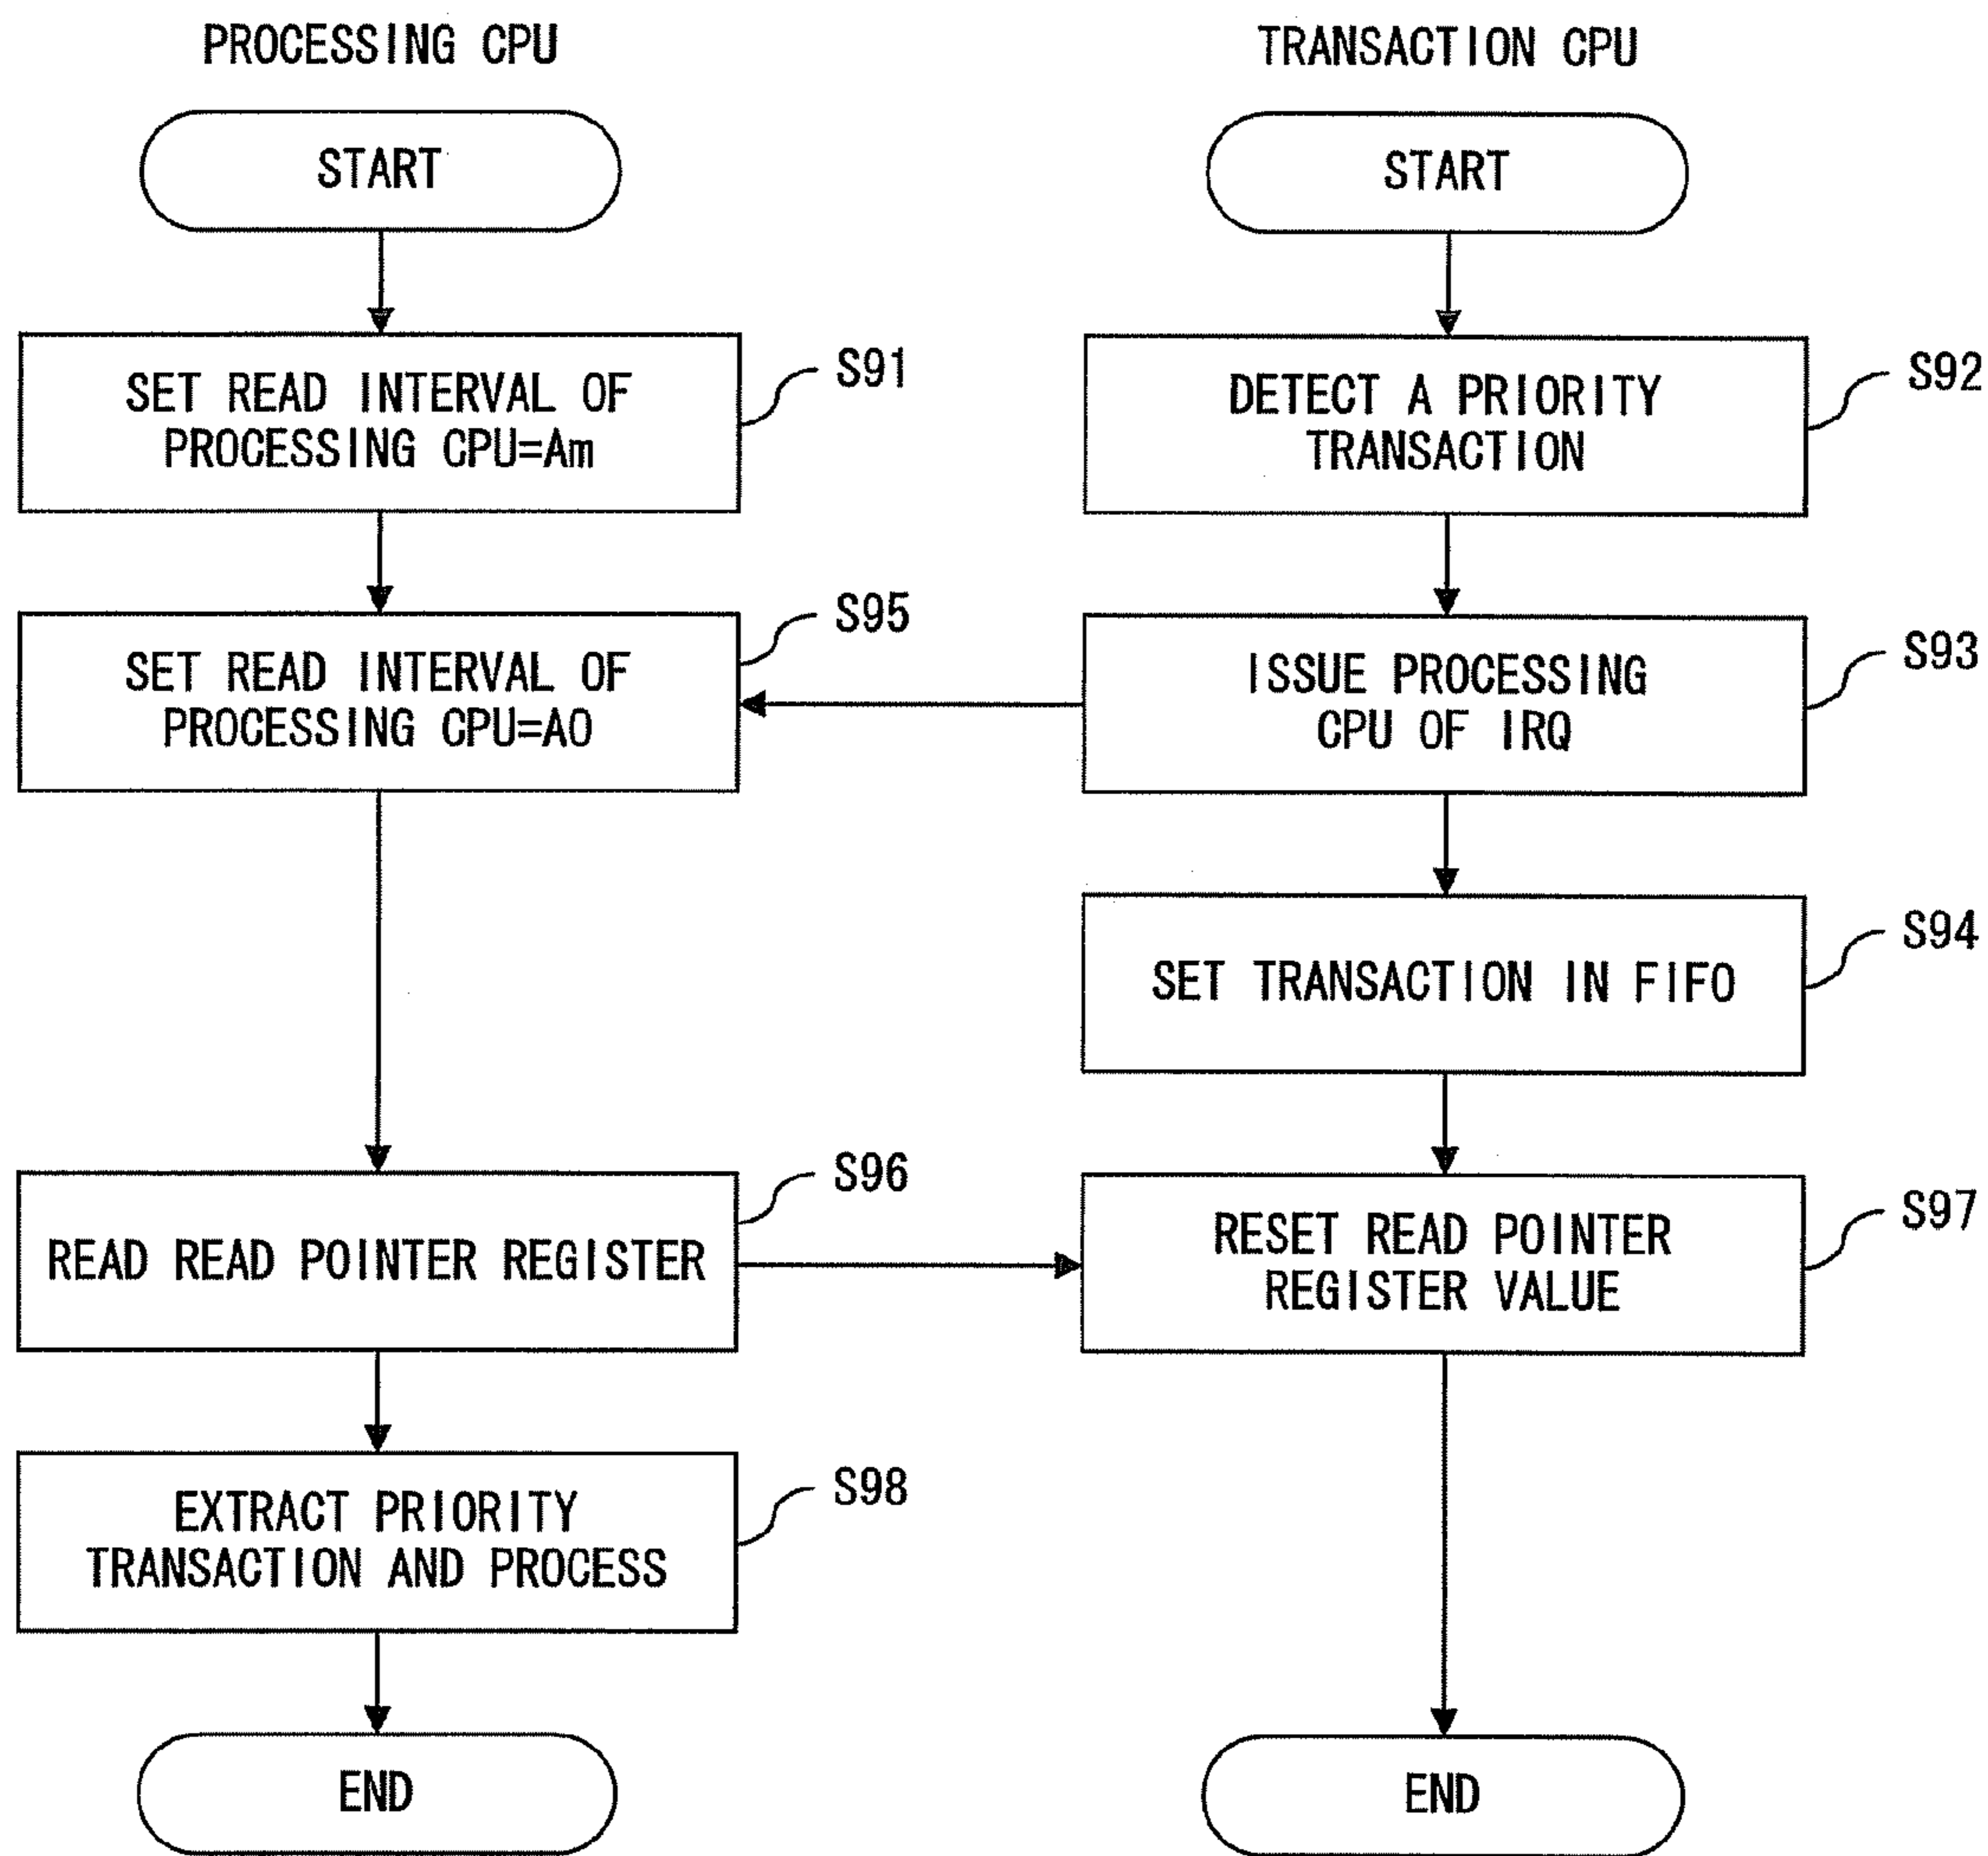 PROCESSING CPU
TRANSACTION CPU
START
START
SET READ INTERVAL OF
PROCESSING CPU=Am
S91
DETECT A PRIORITY
TRANSACTION
S92
SET READ INTERVAL OF
PROCESSING CPU=A0
S95
ISSUE PROCESSING
CPU OF IRQ
S93
SET TRANSACTION IN FIFO
S94
READ READ POINTER REGISTER
S96
RESET READ POINTER
REGISTER VALUE
S97
EXTRACT PRIORITY
TRANSACTION AND PROCESS
S98
END
END